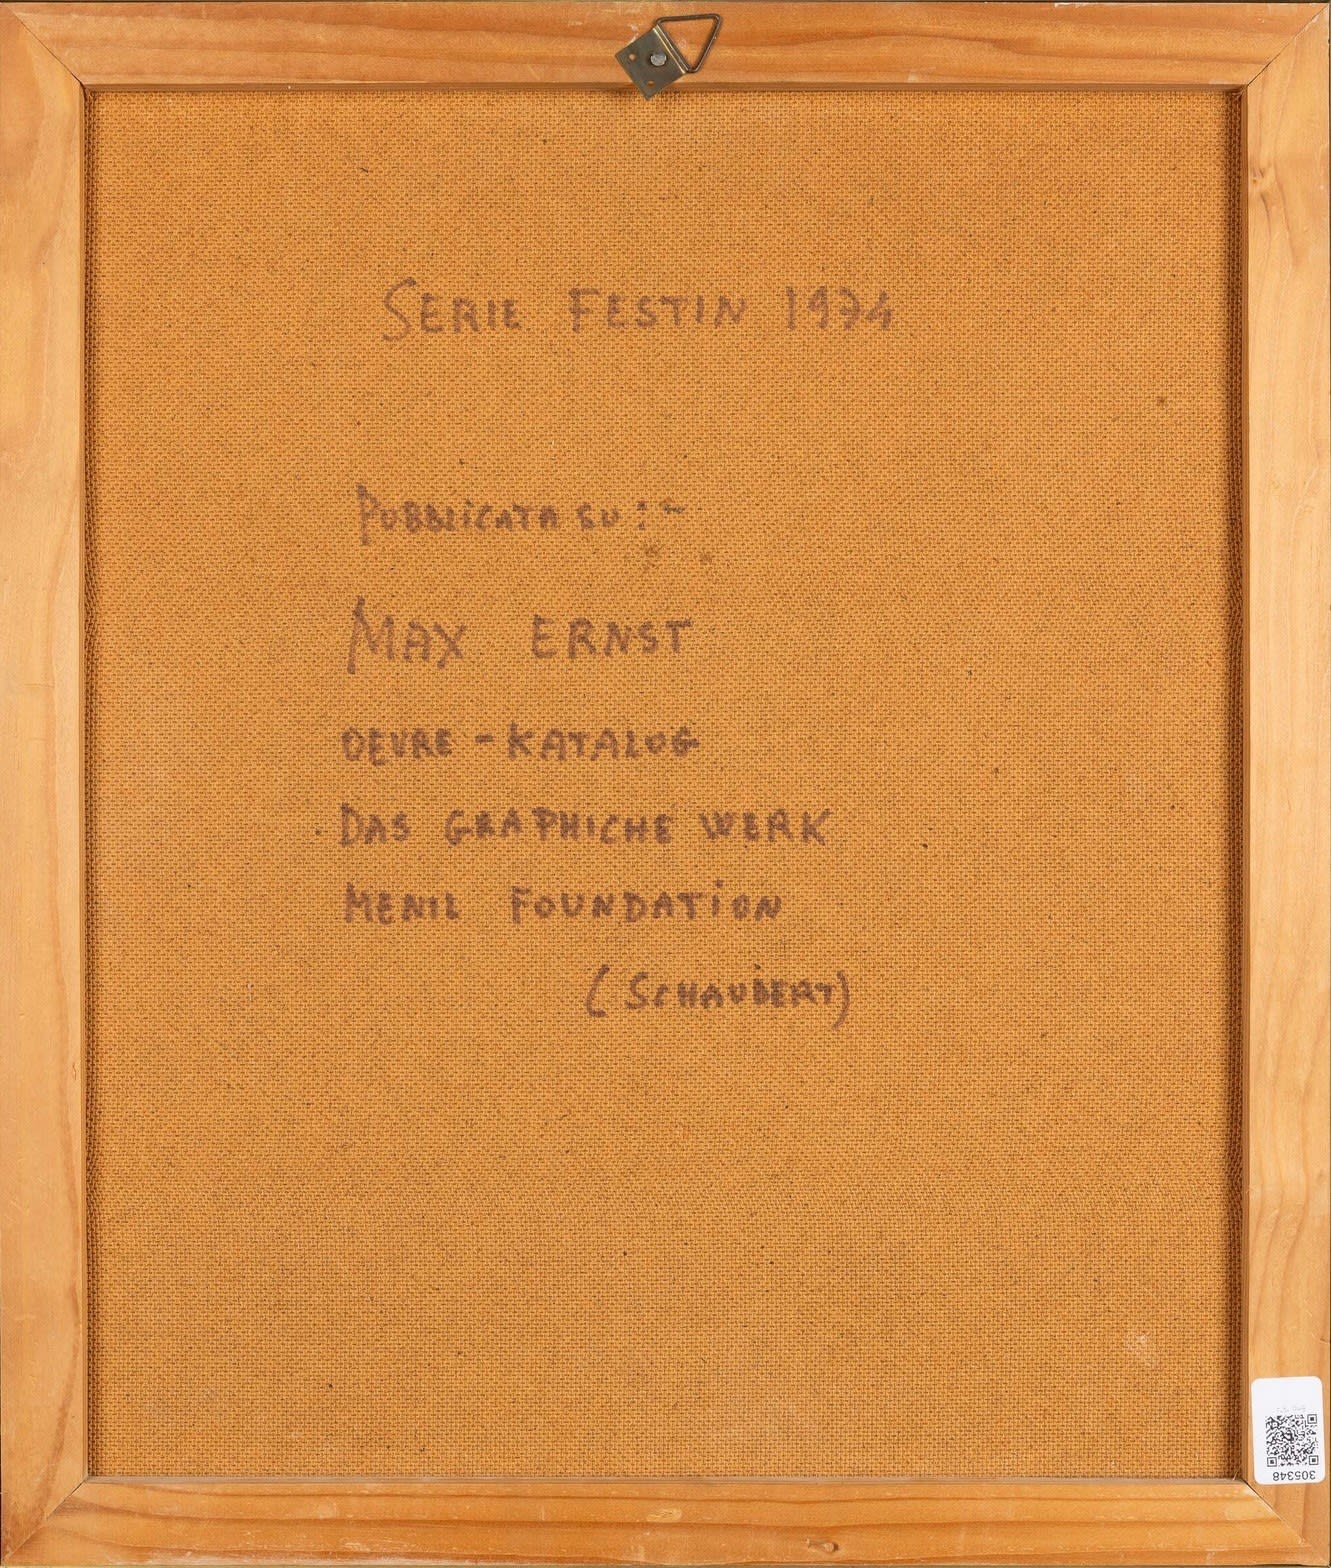 SERIE FESTIN 1974
PUBBLICATA SU :-
MAX ERNST
OEVRE - KATALOG
DAS GRAPHICHE WERK
MENIL FOUNDATION
(SCHAUBERT)
305348